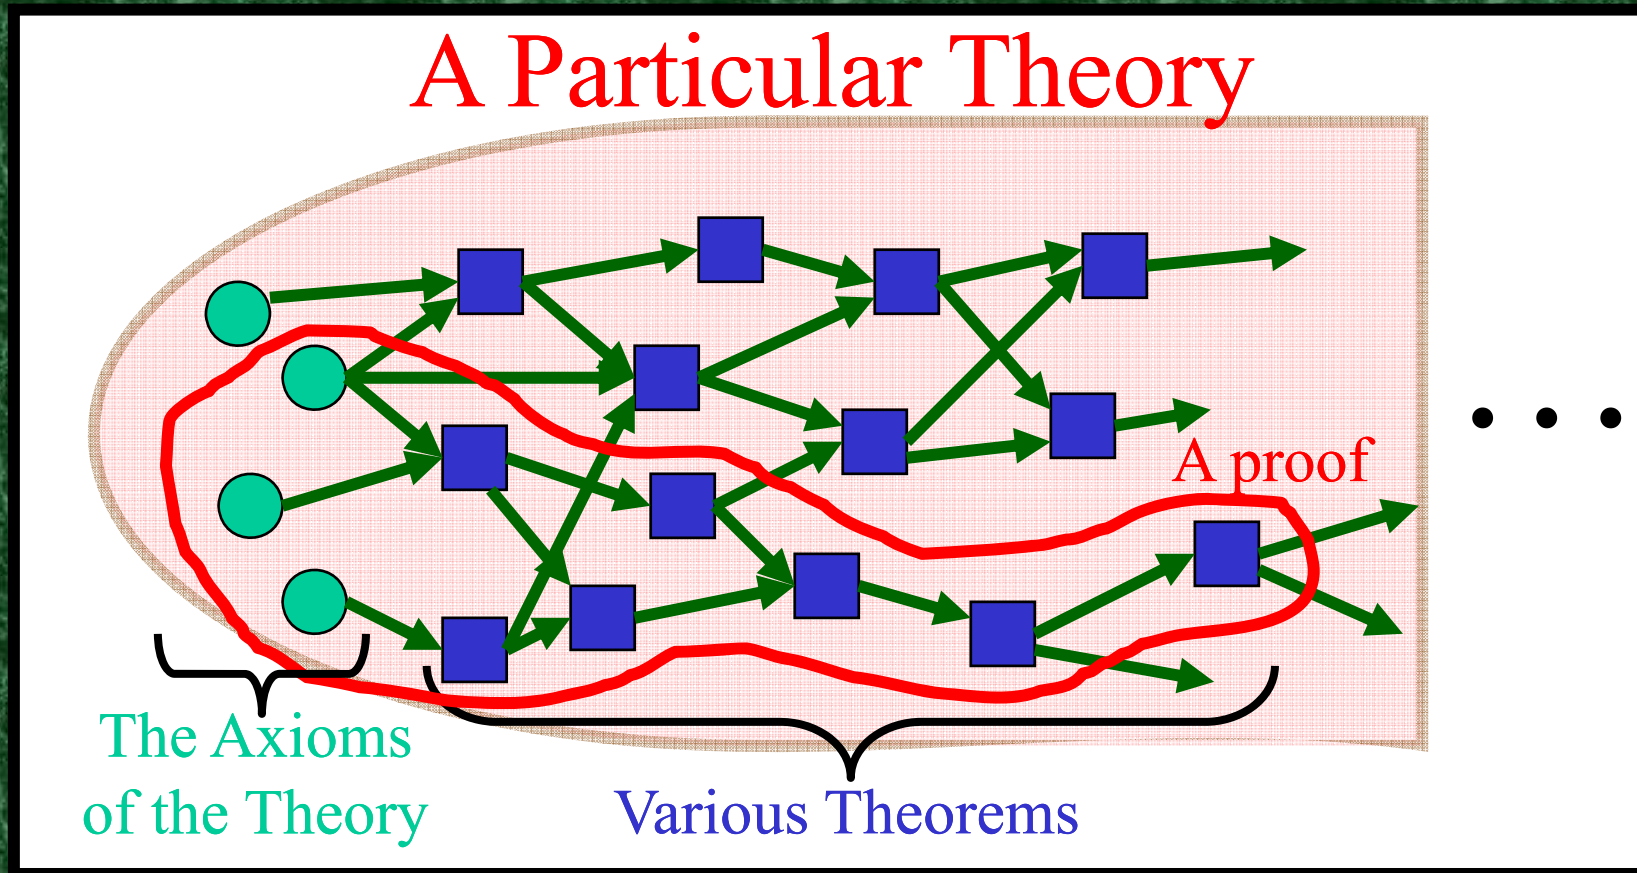 A Particular Theory
A proof
The Axioms
of the Theory
Various Theorems